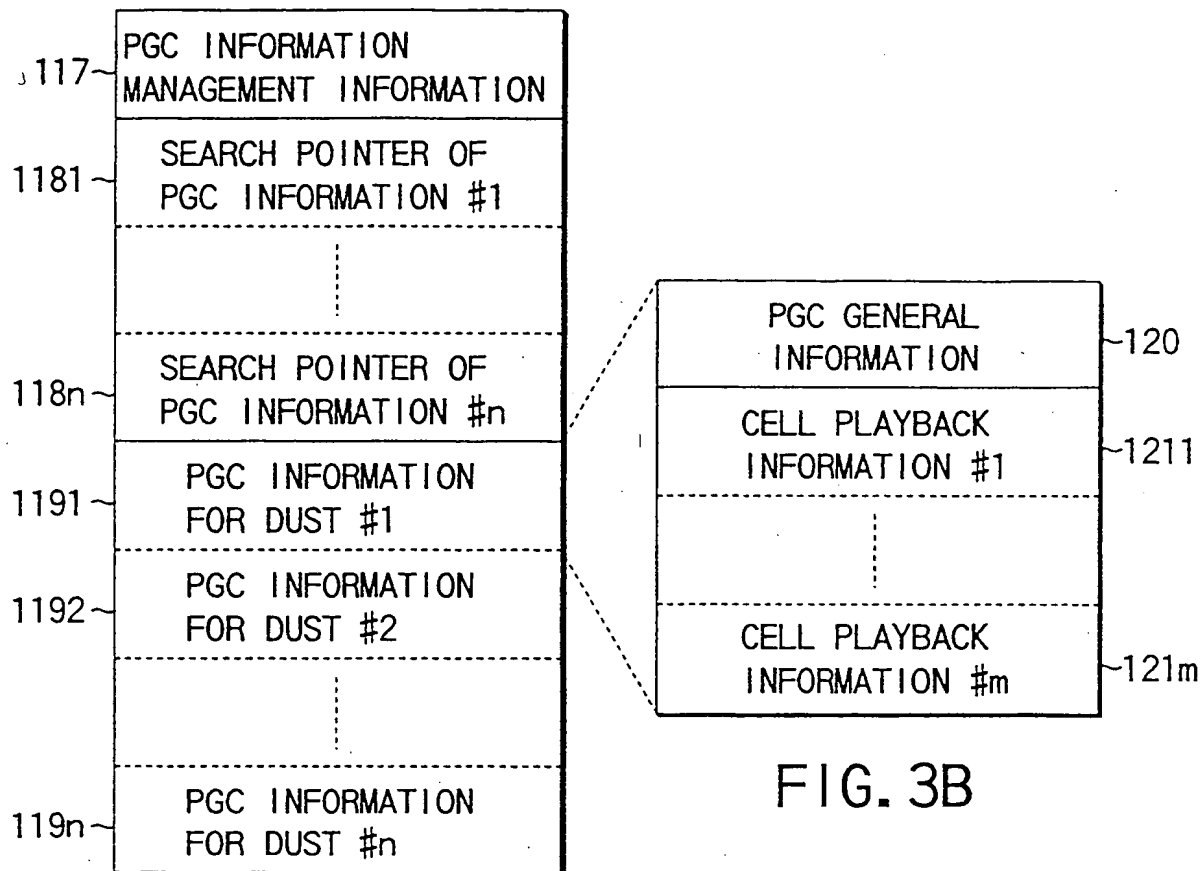 117
PGC INFORMATION
MANAGEMENT INFORMATION
1181
SEARCH POINTER OF
PGC INFORMATION #1
118n
SEARCH POINTER OF
PGC INFORMATION #n
1191
PGC INFORMATION
FOR DUST #1
1192
PGC INFORMATION
FOR DUST #2
119n
PGC INFORMATION
FOR DUST #n
PGC GENERAL
INFORMATION
120
CELL PLAYBACK
INFORMATION #1
1211
CELL PLAYBACK
INFORMATION #m
121m
FIG. 3B